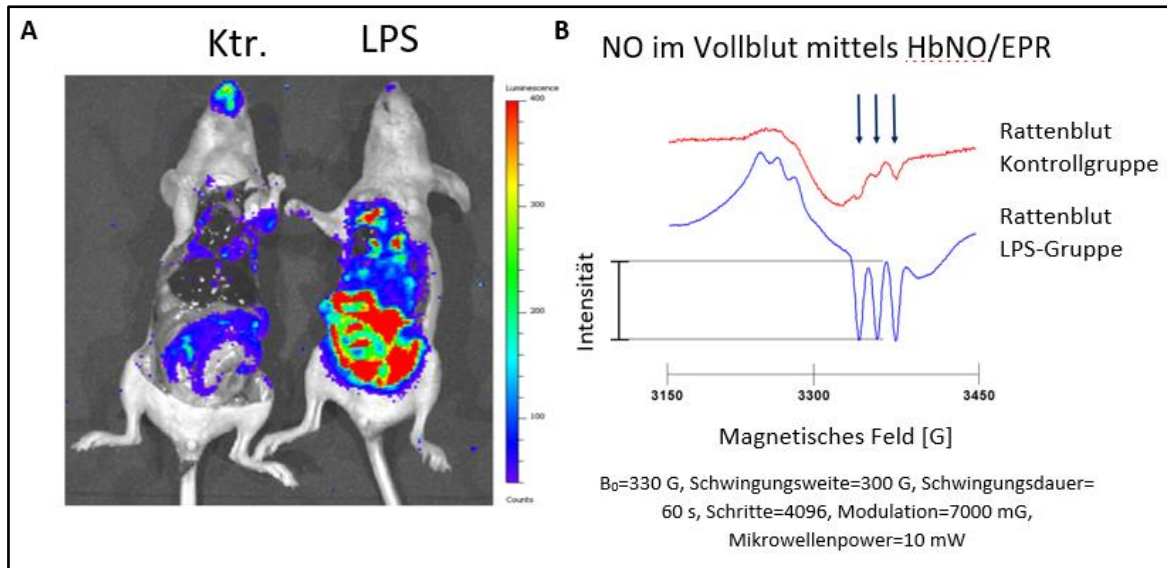 A
Ktr.
LPS
Luminescence
400
300
200
100
Counts
B
NO im Vollblut mittels HbNO/EPR
Rattenblut
Kontrollgruppe
Rattenblut
LPS-Gruppe
Intensität
3150
3300
3450
Magnetisches Feld [G]
B₀=330 G, Schwingungsweite=300 G, Schwingungsdauer=
60 s, Schritte=4096, Modulation=7000 mG,
Mikrowellenpower=10 mW